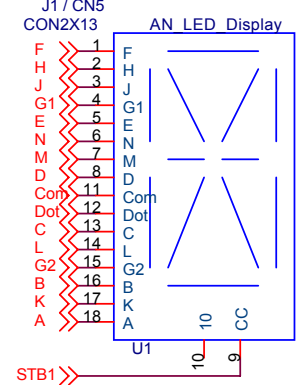 J1 / CN5
CON2X13 AN_LED_Display
F 1 F
H 2 H
J 3 J
G1 4 G1
E 5 E
N 6 N
M 7 M
D 8 D
Com 11 Com
Dot 12 Dot
C 13 C
L 14 L
G2 15 G2
B 16 B
K 17 K
A 18 A
U1 10 CC
10 9
STB1